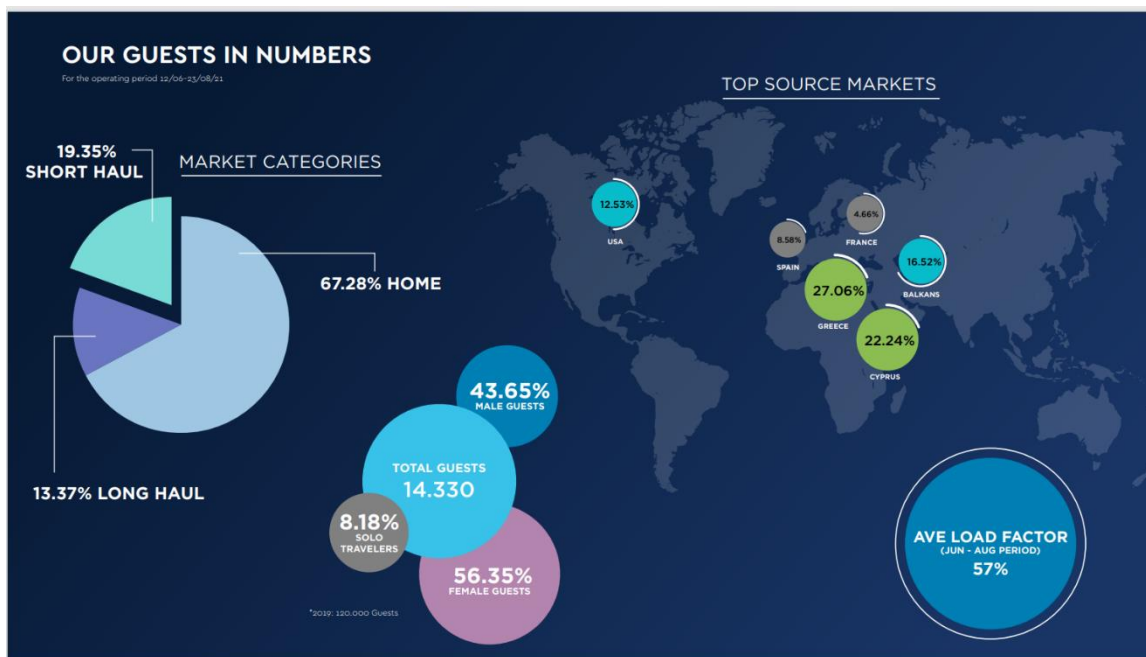 OUR GUESTS IN NUMBERS
For the operating period 12/06-23/08/21
MARKET CATEGORIES
19.35%
SHORT HAUL
67.28% HOME
13.37% LONG HAUL
43.65%
MALE GUESTS
TOTAL GUESTS
14.330
8.18%
SOLO
TRAVELERS
56.35%
FEMALE GUESTS
*2019: 120.000 Guests
TOP SOURCE MARKETS
12.53%
USA
4.66%
FRANCE
8.58%
SPAIN
16.52%
BALKANS
27.06%
GREECE
22.24%
CYPRUS
AVE LOAD FACTOR
(JUN - AUG PERIOD)
57%